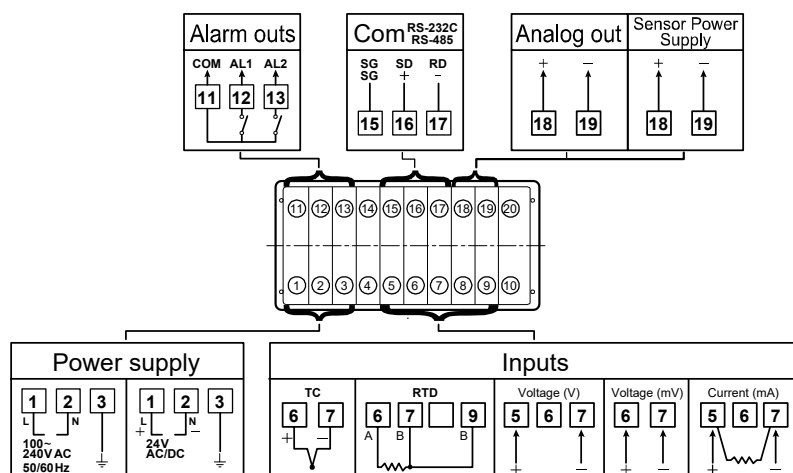 Alarm outs
COM AL1 AL2
11 12 13
Com RS-232C
RS-485
SG SD RD
SG + -
15 16 17
Analog out
+ −
18 19
Sensor Power
Supply
+ −
18 19
11 12 13 14 15 16 17 18 19 20
1 2 3 4 5 6 7 8 9 10
Power supply
1 2 3
L N
100~
240V AC
50/60 Hz
1 2 3
L N
+ −
24V
AC/DC
Inputs
TC
6 7
+ −
RTD
6 7 9
A B B
Voltage (V)
5 6 7
+ −
Voltage (mV)
6 7
+ −
Current (mA)
5 6 7
+ −